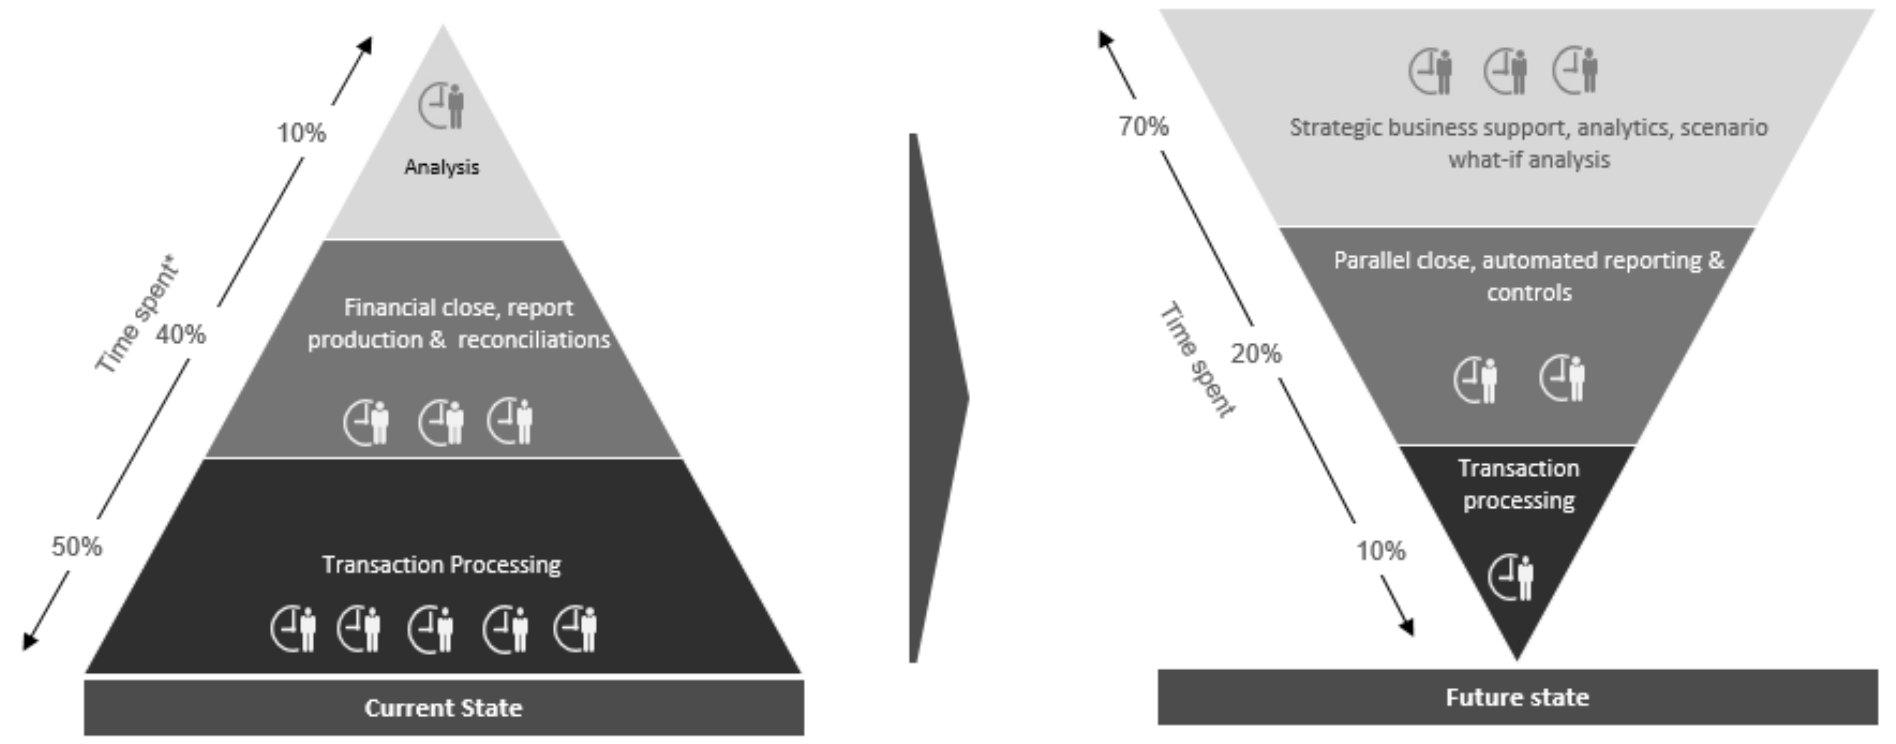 10%
Analysis
Time spent*
40%
Financial close, report
production &  reconciliations
50%
Transaction Processing
Current State
70%
Strategic business support, analytics, scenario
what-if analysis
Time spent
20%
Parallel close, automated reporting &
controls
10%
Transaction
processing
Future state